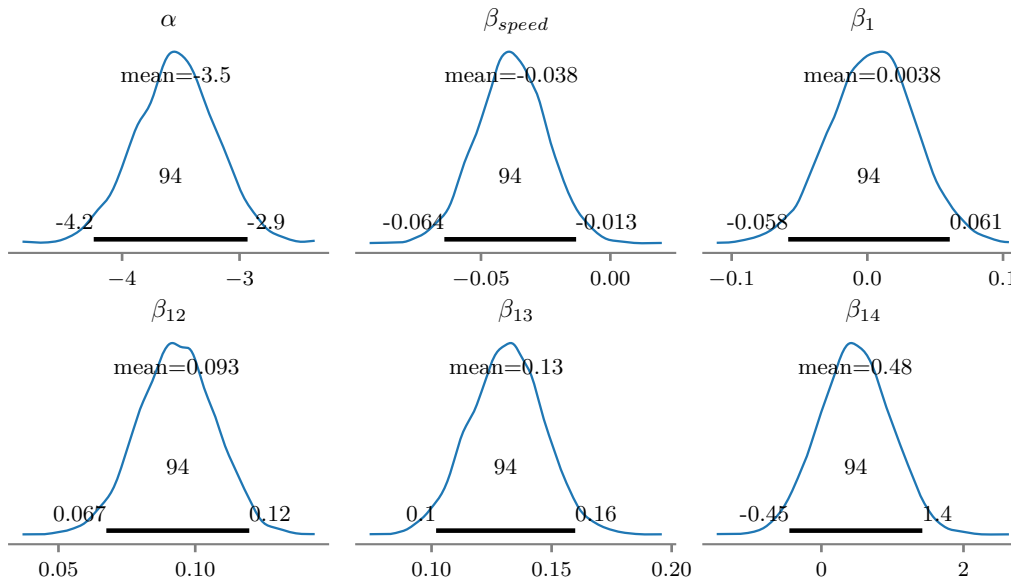 α β_speed β_1
mean=-3.5 mean=-0.038 mean=0.0038
94 94 94
-4.2 -2.9 -0.064 -0.013 -0.058 0.061
−4 −3 −0.05 0.00 −0.1 0.0 0.1
β_12 β_13 β_14
mean=0.093 mean=0.13 mean=0.48
94 94 94
0.067 0.12 0.1 0.16 -0.45 1.4
0.05 0.10 0.10 0.15 0.20 0 2